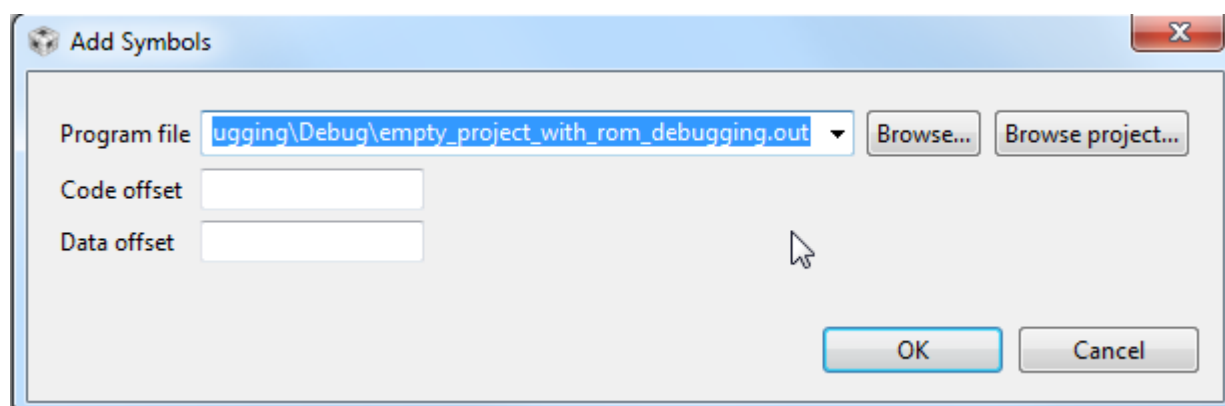 Add Symbols
Program file ugging\Debug\empty_project_with_rom_debugging.out Browse... Browse project...
Code offset
Data offset
OK Cancel